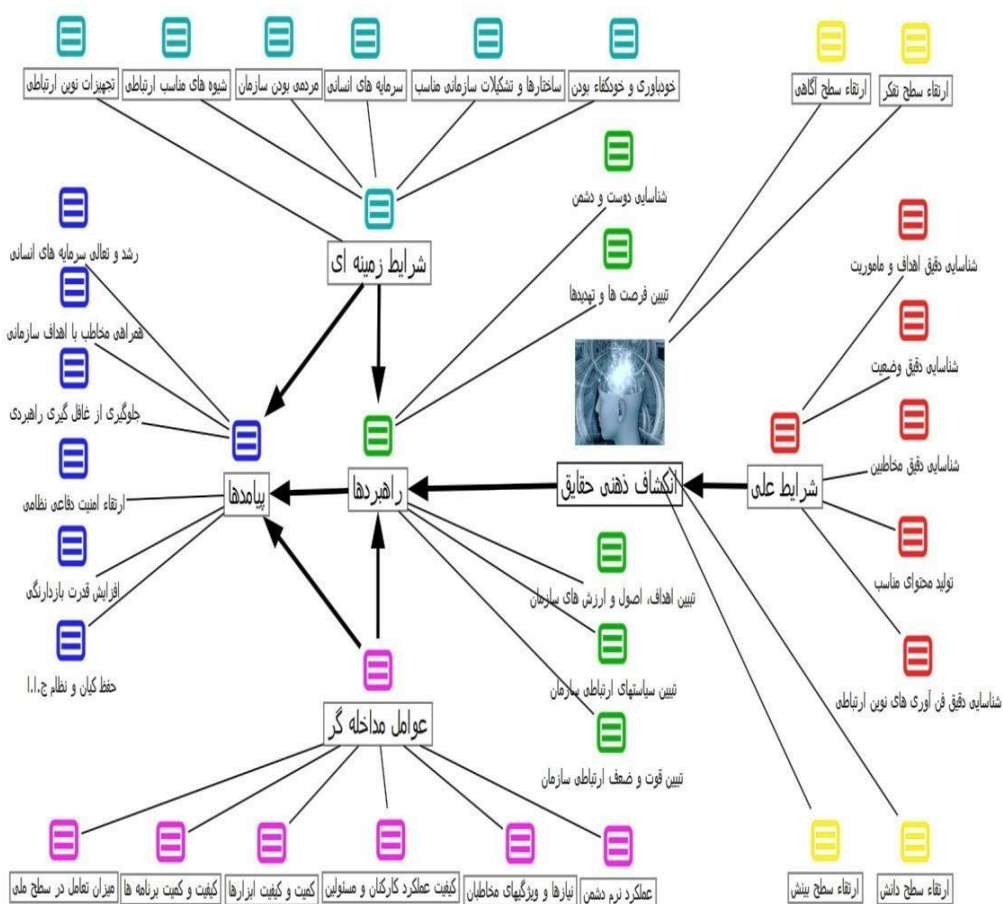 ارتقاء سطح تفکر
ارتقاء سطح آگاهی
خودباوری و خودکفاء بودن
ساختارها و تشکیلات سازمانی مناسب
سرمایه های انسانی
مردمی بودن سازمان
شیوه های مناسب ارتباطی
تجهیزات نوین ارتباطی
شناسایی دوست و دشمن
تبین فرصت ها و تهدیدها
شرایط زمینه ای
رشد و تعالی سرمایه های انسانی
همراهی مخاطب با اهداف سازمانی
جلوگیری از غافل گیری راهبردی
ارتقاء امنیت دفاعی نظامی
افزایش قدرت بازدارنگی
حفظ کیان و نظام ج.ا.ا
شناسایی دقیق اهداف و ماموریت
شناسایی دقیق وضعیت
شناسایی دقیق مخاطبین
تولید محتوای مناسب
شناسایی دقیق فن آوری های نوین ارتباطی
شرایط علی
انکشاف ذهنی حقایق
راهبردها
پیامدها
تبین اهداف، اصول و ارزش های سازمان
تبین سیاستهای ارتباطی سازمان
تبین قوت و ضعف ارتباطی سازمان
عوامل مداخله گر
ارتقاء سطح دانش
ارتقاء سطح بینش
عملکرد نرم دشمن
نیازها و ویژگیهای مخاطبان
کیفیت عملکرد کارکنان و مسئولین
کمیت و کیفیت ابزارها
کیفیت و کمیت برنامه ها
میزان تعامل در سطح ملی